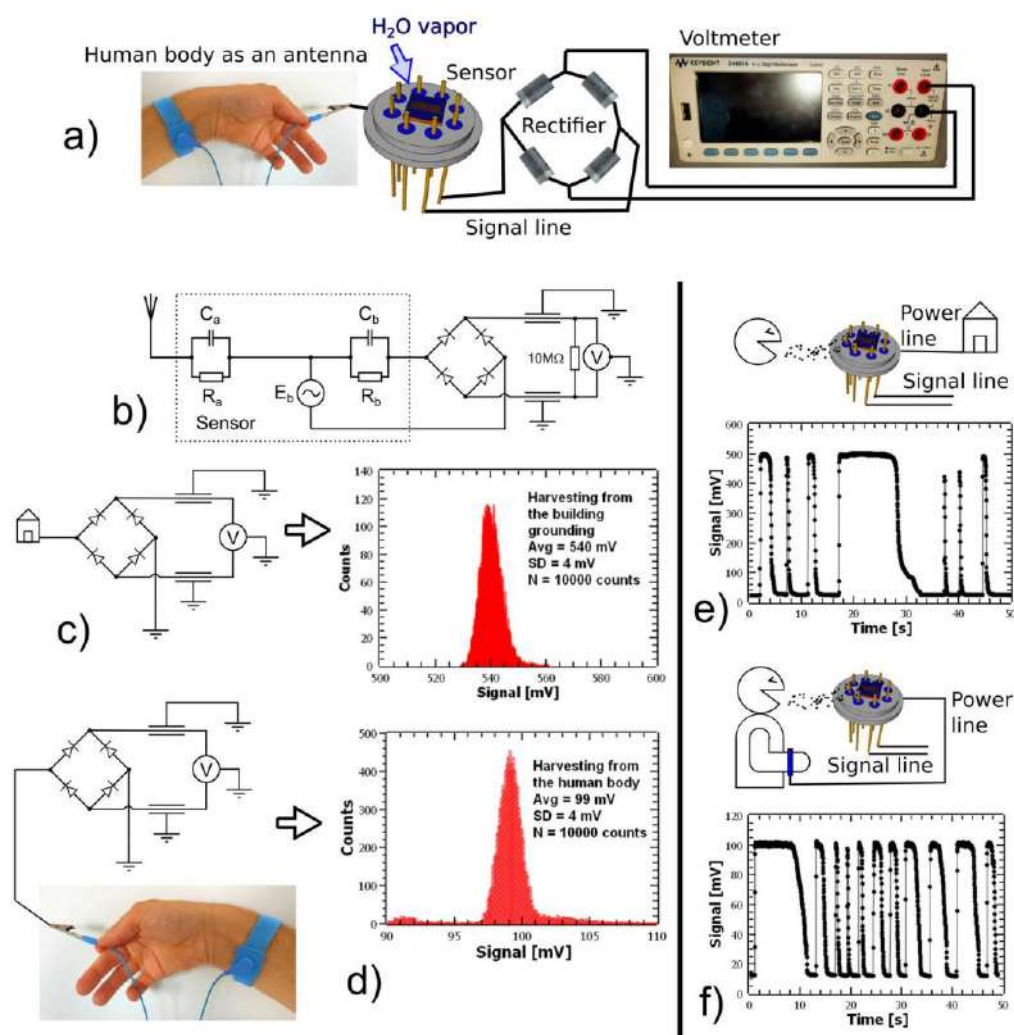 H₂O vapor
Voltmeter
Human body as an antenna
Sensor
KEYSIGHT
Rectifier
a)
Signal line
Cₐ
C_b
Power
line
10MΩ
V
Rₐ
E_b
R_b
b)
Sensor
Signal line
600
500
400
300
200
100
0
Signal [mV]
0 10 20 30 40 50
Time [s]
e)
V
c)
140
120
100
80
60
40
20
0
Counts
Harvesting from
the building
grounding
Avg = 540 mV
SD = 4 mV
N = 10000 counts
500 520 540 560 580 600
Signal [mV]
V
d)
500
400
300
200
100
0
Counts
Harvesting from
the human body
Avg = 99 mV
SD = 4 mV
N = 10000 counts
90 95 100 105 110
Signal [mV]
Power
line
Signal line
120
100
80
60
40
20
0
Signal [mV]
0 10 20 30 40 50
Time [s]
f)